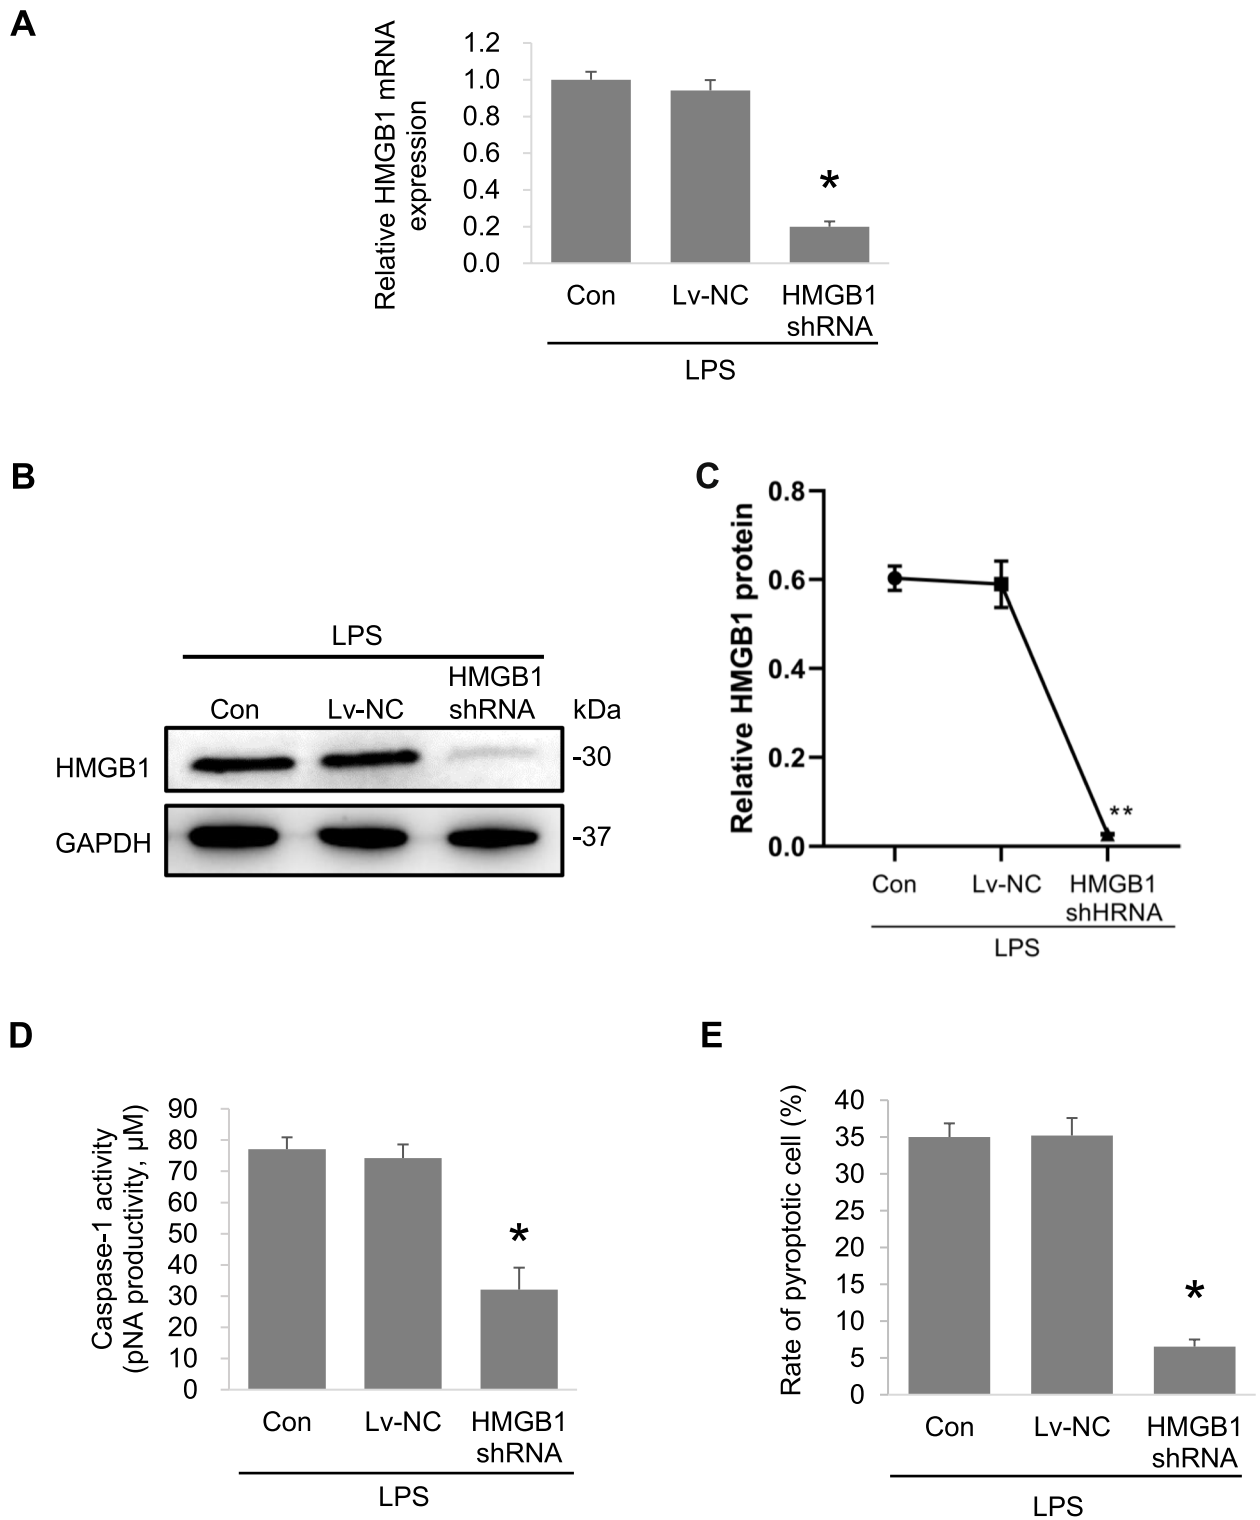 A
Relative HMGB1 mRNA
expression
1.2
1.0
0.8
0.6
0.4
0.2
0.0
*
Con Lv-NC HMGB1
shRNA
LPS
B
LPS
HMGB1
Con Lv-NC shRNA kDa
HMGB1 -30
GAPDH -37
C
Relative HMGB1 protein
0.8
0.6
0.4
0.2
0.0
**
Con Lv-NC HMGB1
shHRNA
LPS
D
Caspase-1 activity
(pNA productivity, µM)
90
80
70
60
50
40
30
20
10
0
*
Con Lv-NC HMGB1
shRNA
LPS
E
Rate of pyroptotic cell (%)
40
35
30
25
20
15
10
5
0
*
Con Lv-NC HMGB1
shRNA
LPS